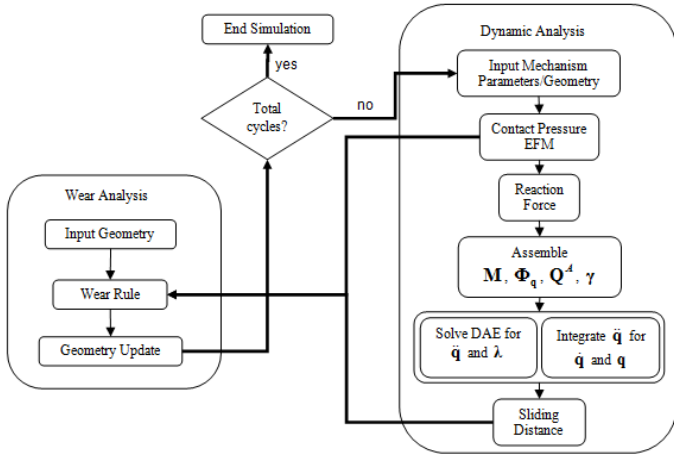 End Simulation
yes
Total
cycles?
no
Dynamic Analysis
Input Mechanism
Parameters/Geometry
Contact Pressure
EFM
Reaction
Force
Assemble
M, Φq, Q^A, γ
Solve DAE for
q̈ and λ
Integrate q̈ for
q̇ and q
Sliding
Distance
Wear Analysis
Input Geometry
Wear Rule
Geometry Update